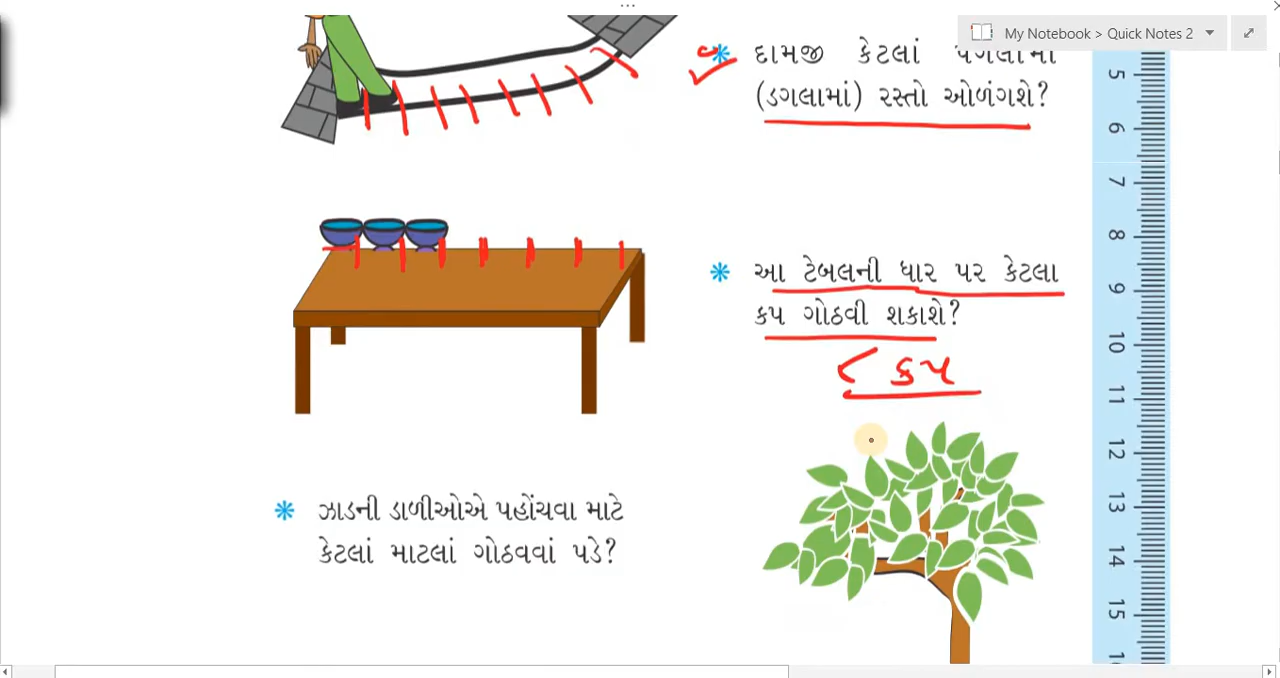 My Notebook > Quick Notes 2
દામજી કેટલાં પગલામાં
(ડગલામાં) રસ્તો ઓળંગશે?
આ ટેબલની ધાર પર કેટલા
કપ ગોઠવી શકાશે?
૮ કપ
ઝાડની ડાળીઓએ પહોંચવા માટે
કેટલાં માટલાં ગોઠવવાં પડે?
5
6
7
8
9
10
11
12
13
14
15